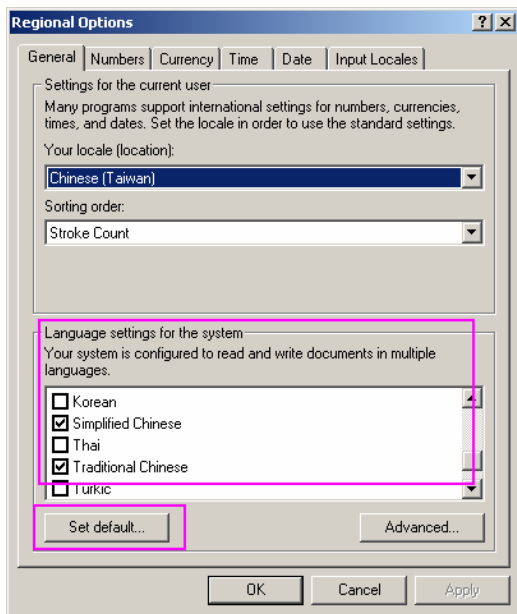 Regional Options
General Numbers Currency Time Date Input Locales
Settings for the current user
Many programs support international settings for numbers, currencies,
times, and dates. Set the locale in order to use the standard settings.
Your locale (location):
Chinese (Taiwan)
Sorting order:
Stroke Count
Language settings for the system
Your system is configured to read and write documents in multiple
languages.
Korean
Simplified Chinese
Thai
Traditional Chinese
Turkic
Set default...
Advanced...
OK Cancel Apply